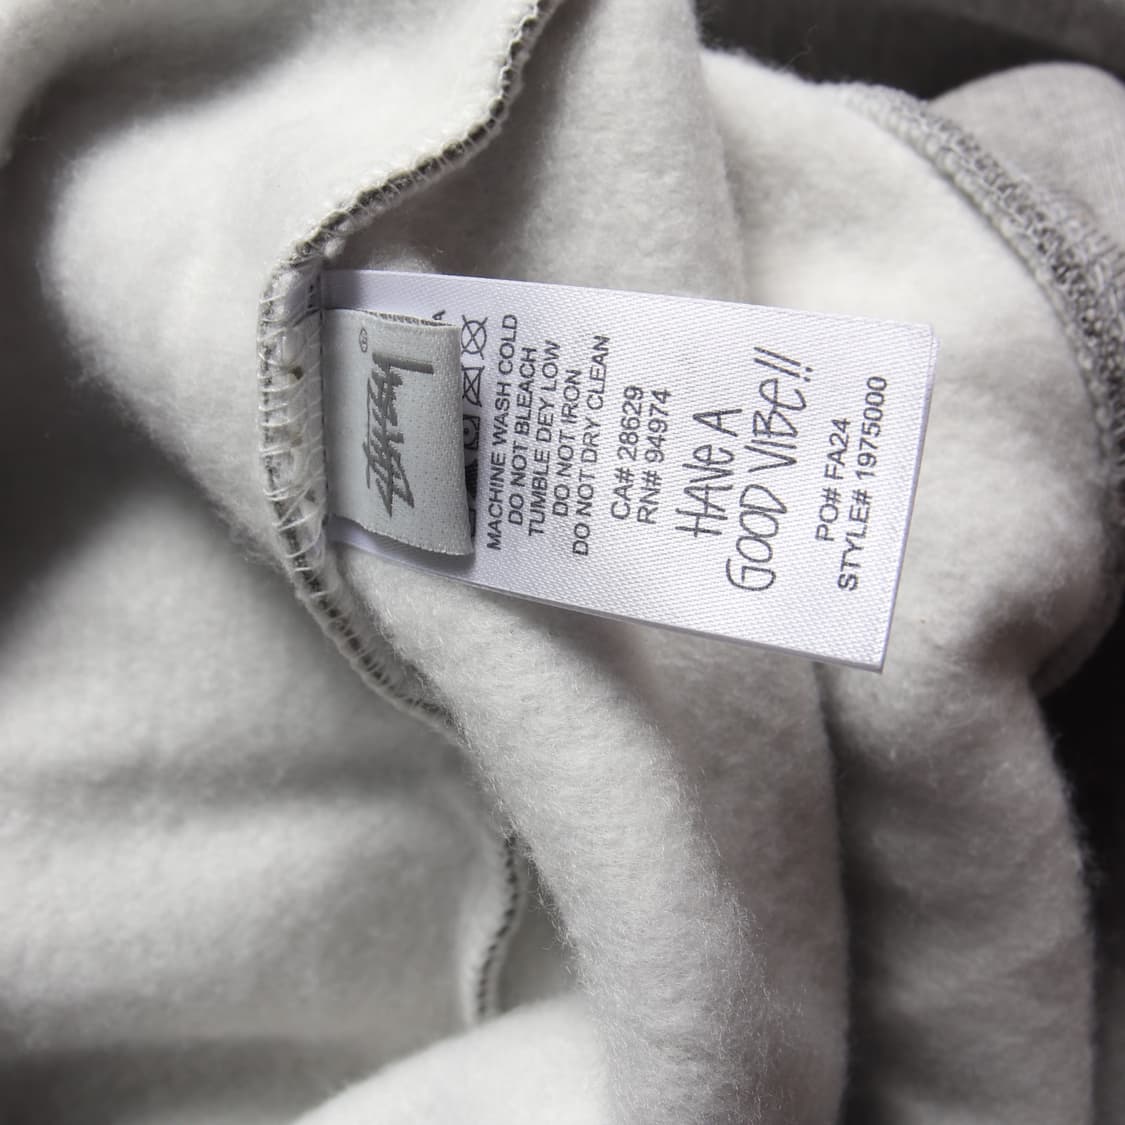 STÜSSY
®
A
MACHINE WASH COLD
DO NOT BLEACH
TUMBLE DEY LOW
DO NOT IRON
DO NOT DRY CLEAN
CA# 28629
RN# 94974
HAVE A
GOOD VIBE!!
PO# FA24
STYLE# 1975000